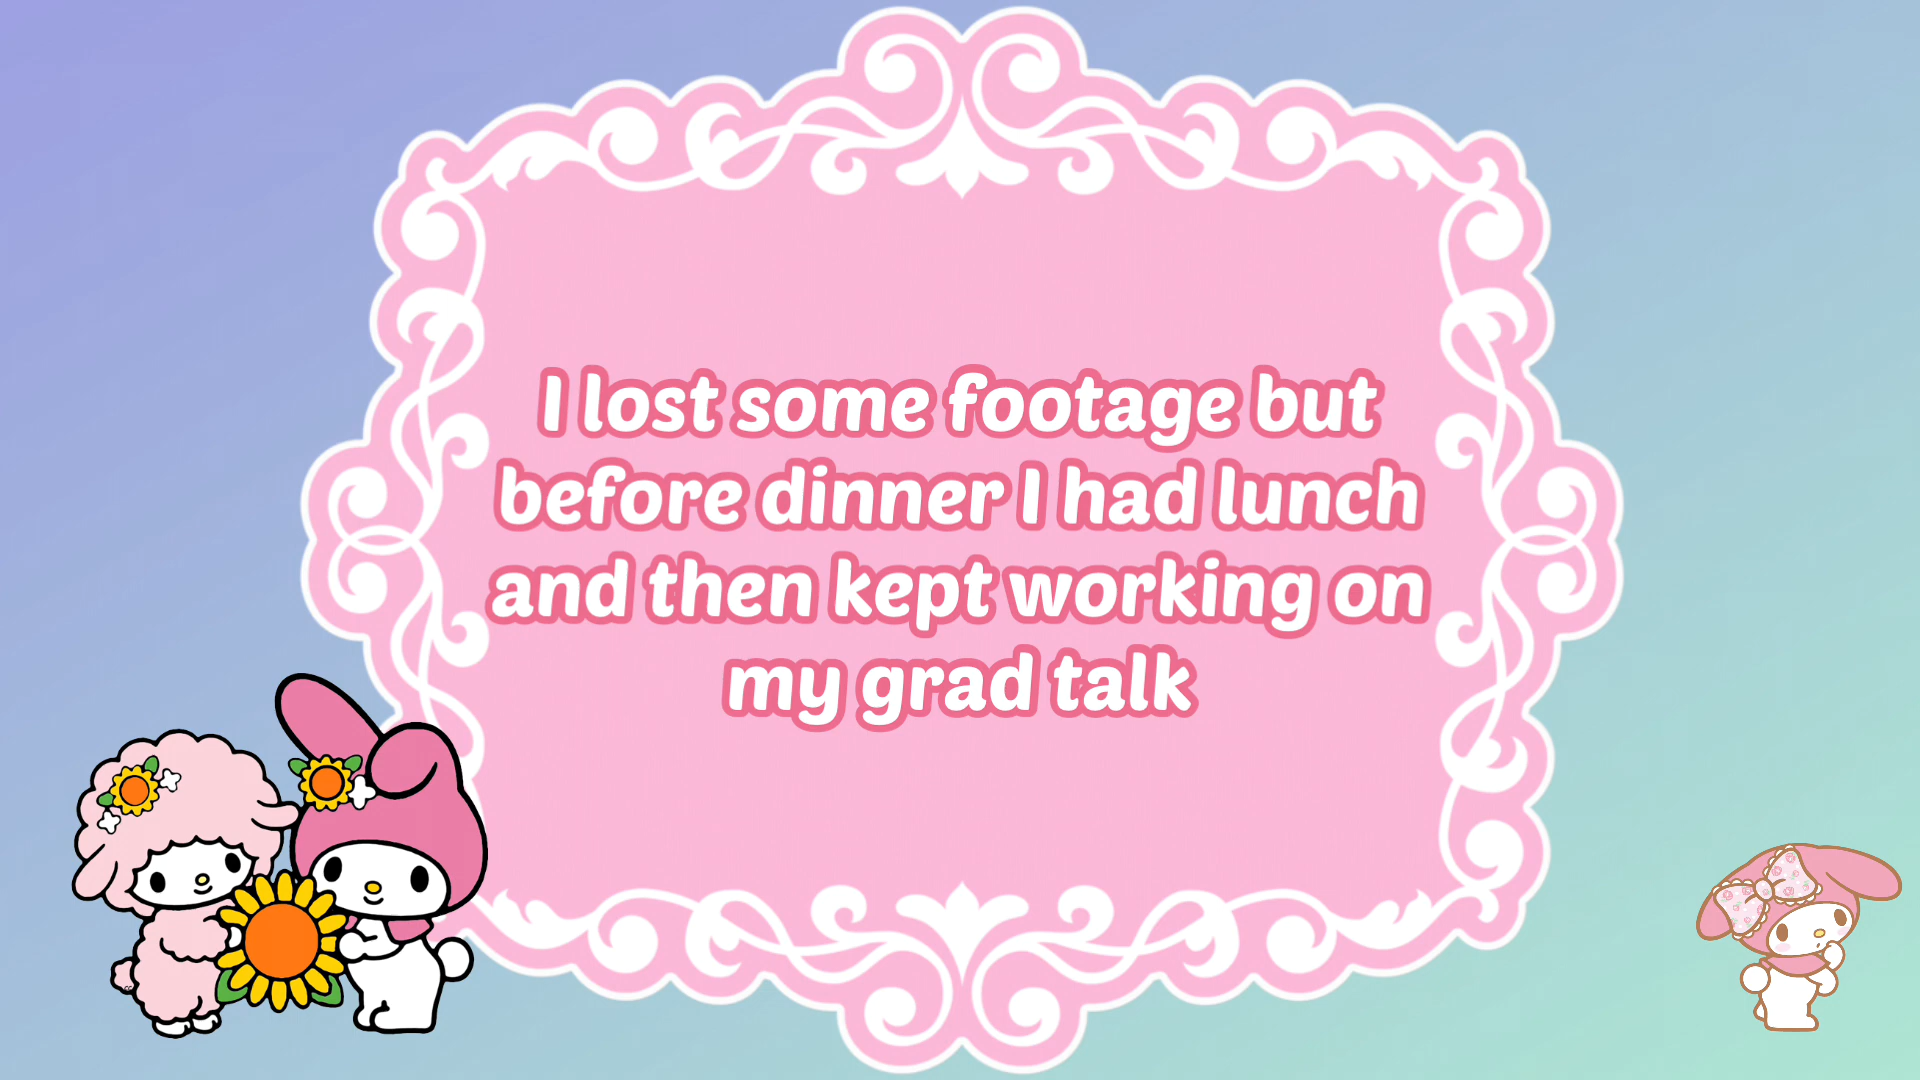 I lost some footage but
before dinner I had lunch
and then kept working on
my grad talk